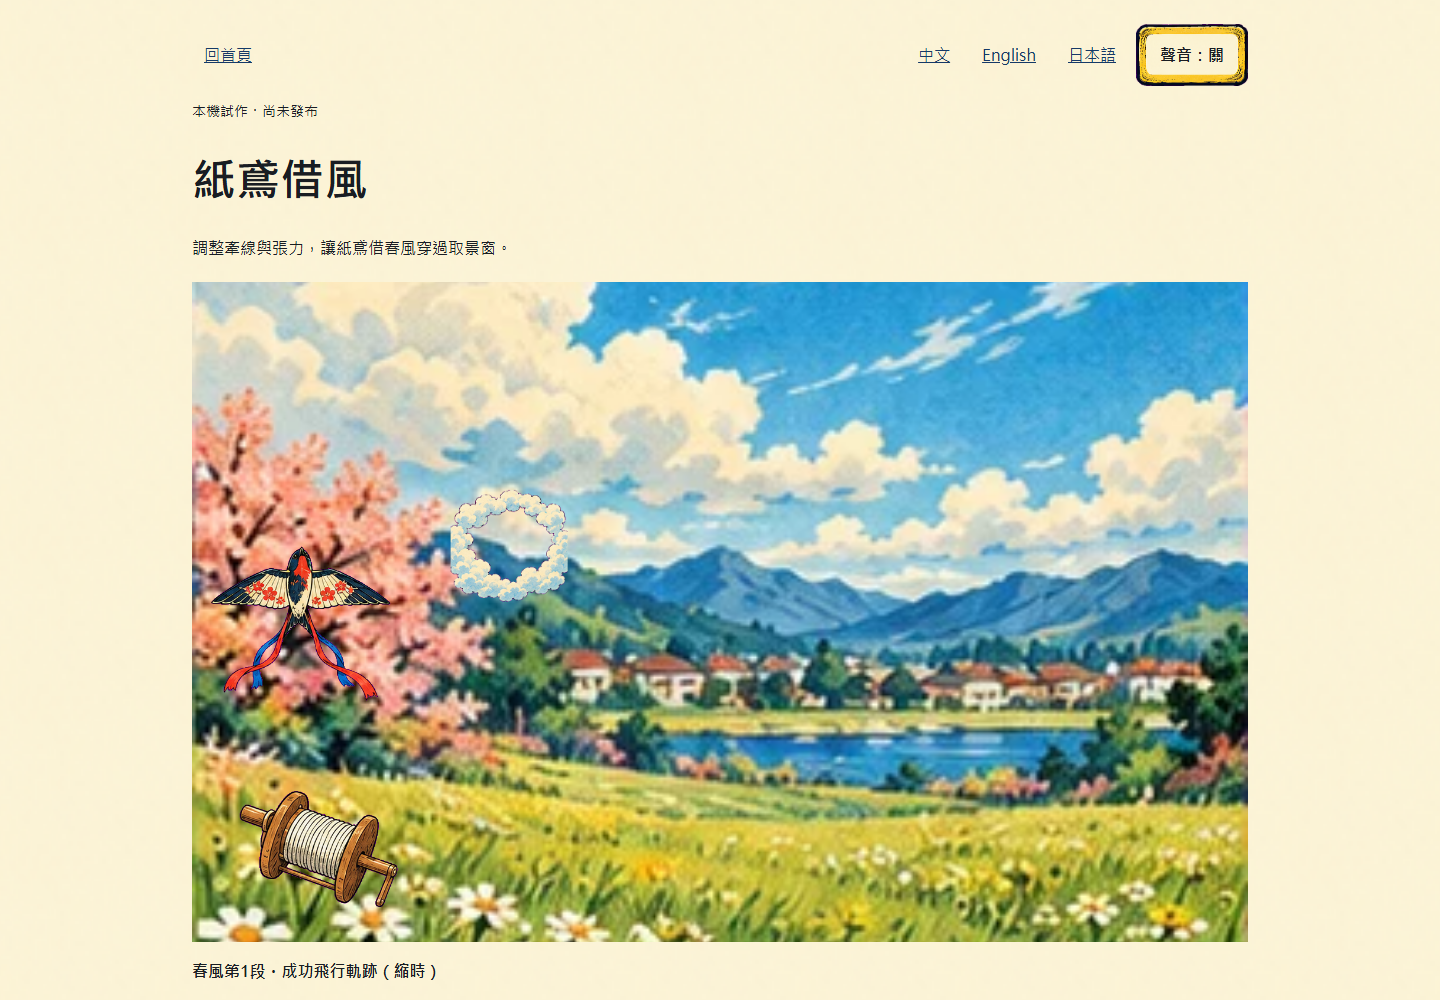 回首頁 中文 English 日本語 聲音：關
本機試作・尚未發布
紙鳶借風
調整牽線與張力，讓紙鳶借春風穿過取景窗。
春風第1段・成功飛行軌跡（縮時）